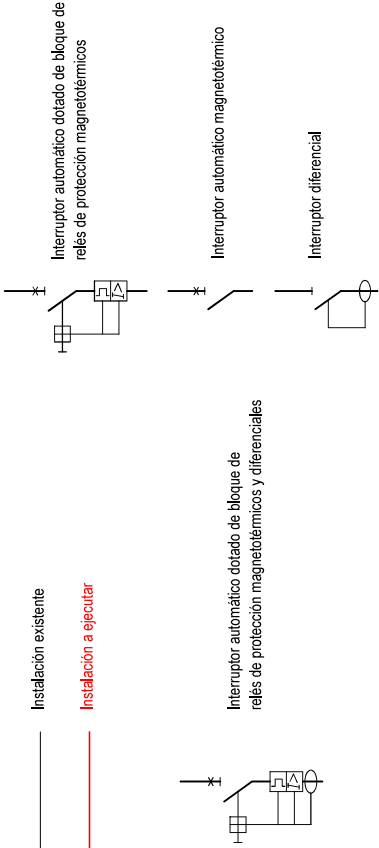 Instalación existente
Instalación a ejecutar
Interruptor automático dotado de bloque de
relés de protección magnetotérmicos y diferenciales
Interruptor automático dotado de bloque de
relés de protección magnetotérmicos
Interruptor automático magnetotérmico
Interruptor diferencial